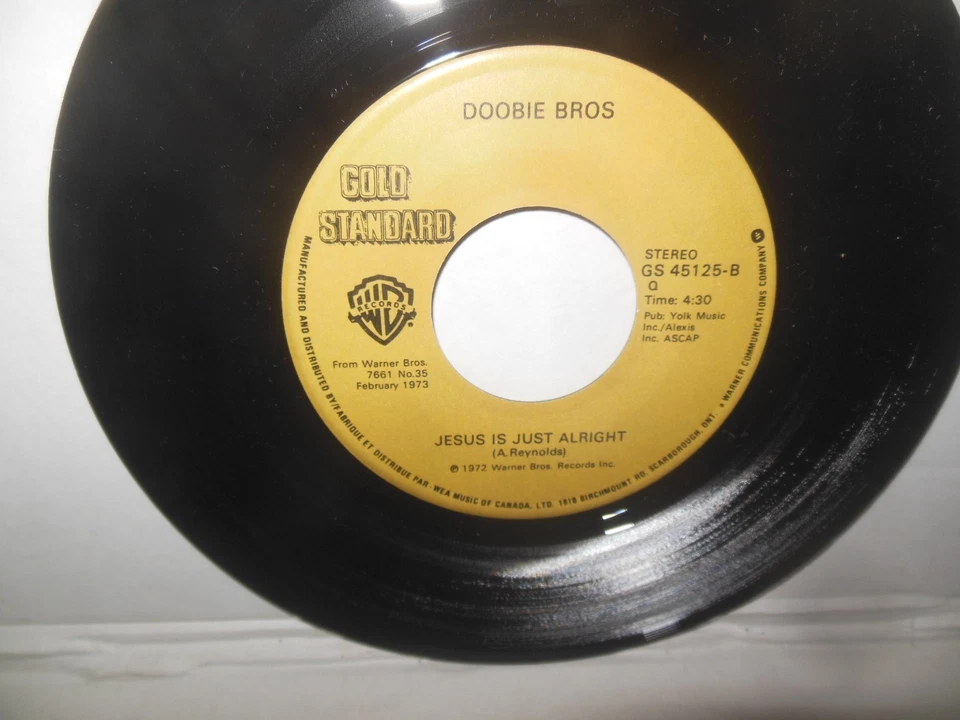 DOOBIE BROS
GOLD
STANDARD
WB
RECORDS
STEREO
GS 45125-B
Q
Time: 4:30
Pub: Yolk Music
Inc./Alexis
Inc. ASCAP
From Warner Bros.
7661 No.35
February 1973
JESUS IS JUST ALRIGHT
(A.Reynolds)
℗ 1972 Warner Bros. Records Inc.
MANUFACTURED AND DISTRIBUTED BY/FABRIQUÉ ET DISTRIBUÉ PAR WEA MUSIC OF CANADA, LTD. 1810 BIRCHMOUNT RD. SCARBOROUGH, ONT. • WARNER COMMUNICATIONS COMPANY